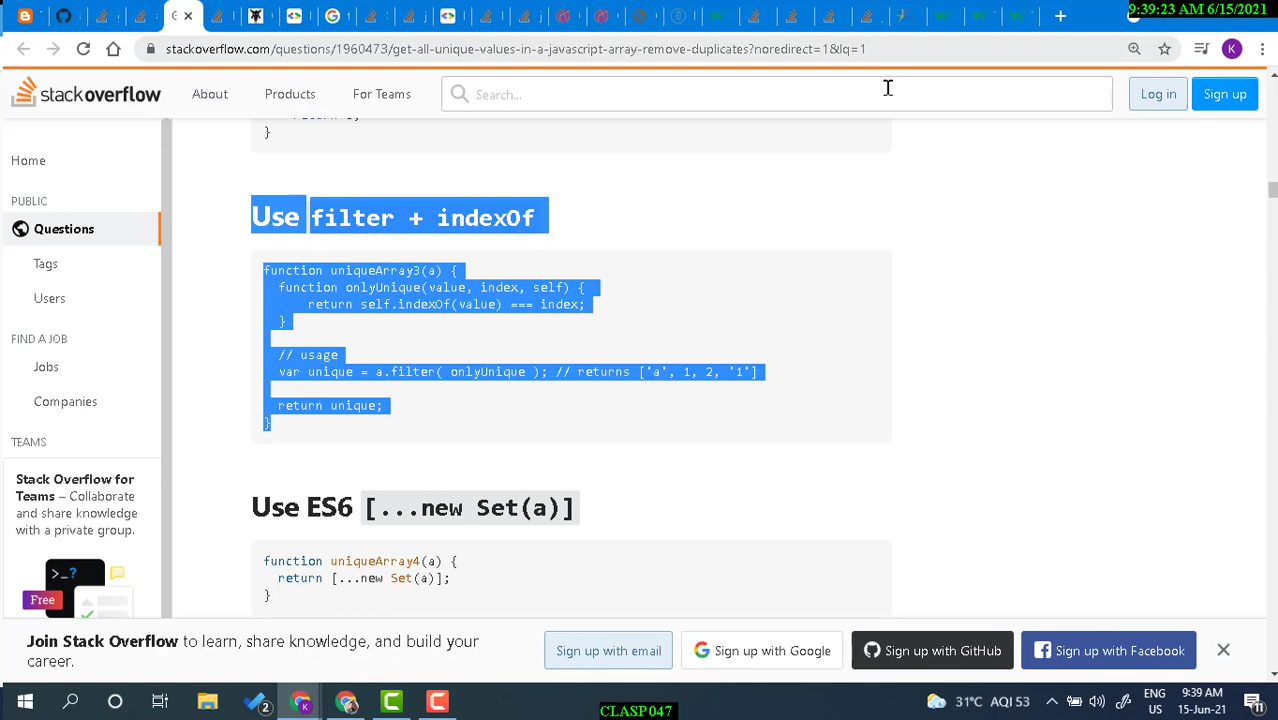 9:39:23 AM 6/15/2021
stackoverflow.com/questions/1960473/get-all-unique-values-in-a-javascript-array-remove-duplicates?noredirect=1&lq=1
K
stackoverflow
About
Products
For Teams
Search...
Log in
Sign up
}
Home
PUBLIC
Questions
Tags
Users
FIND A JOB
Jobs
Companies
TEAMS
Stack Overflow for
Teams – Collaborate
and share knowledge
with a private group.
>_?
Free
Use filter + indexOf
function uniqueArray3(a) {
function onlyUnique(value, index, self) {
return self.indexOf(value) === index;
}
// usage
var unique = a.filter( onlyUnique ); // returns ['a', 1, 2, '1']
return unique;
}
Use ES6 [...new Set(a)]
function uniqueArray4(a) {
return [...new Set(a)];
}
Join Stack Overflow to learn, share knowledge, and build your
career.
Sign up with email
Sign up with Google
Sign up with GitHub
Sign up with Facebook
2
K
31°C AQI 53
ENG
US
9:39 AM
15-Jun-21
11
CLASP047